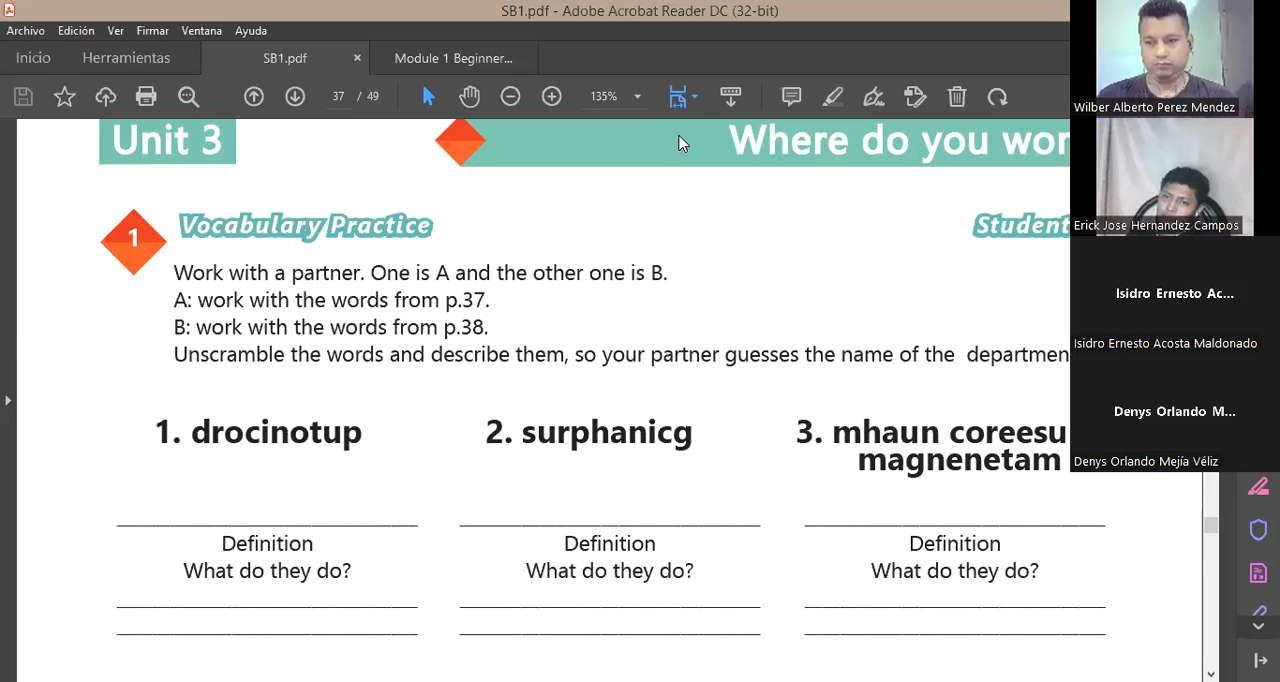 SB1.pdf - Adobe Acrobat Reader DC (32-bit)
Archivo Edición Ver Firmar Ventana Ayuda
Inicio Herramientas SB1.pdf × Module 1 Beginner...
37 / 49 135%
Unit 3
Where do you wor
1
Vocabulary Practice
Student
Work with a partner. One is A and the other one is B.
A: work with the words from p.37.
B: work with the words from p.38.
Unscramble the words and describe them, so your partner guesses the name of the departmen
1. drocinotup
2. surphanicg
3. mhaun coreesu
magnenetam
Definition
What do they do?
Definition
What do they do?
Definition
What do they do?
Wilber Alberto Perez Mendez
Erick Jose Hernandez Campos
Isidro Ernesto Ac...
Isidro Ernesto Acosta Maldonado
Denys Orlando M...
Denys Orlando Mejía Véliz